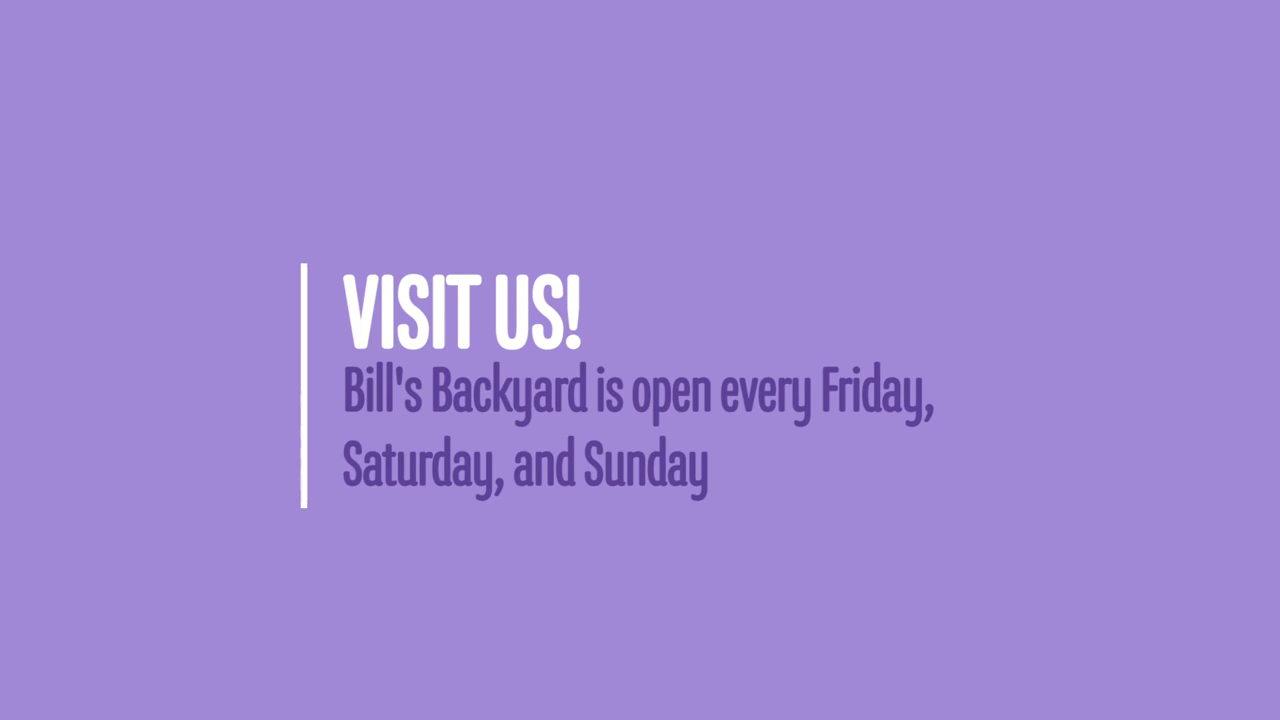 VISIT US!
Bill's Backyard is open every Friday,
Saturday, and Sunday